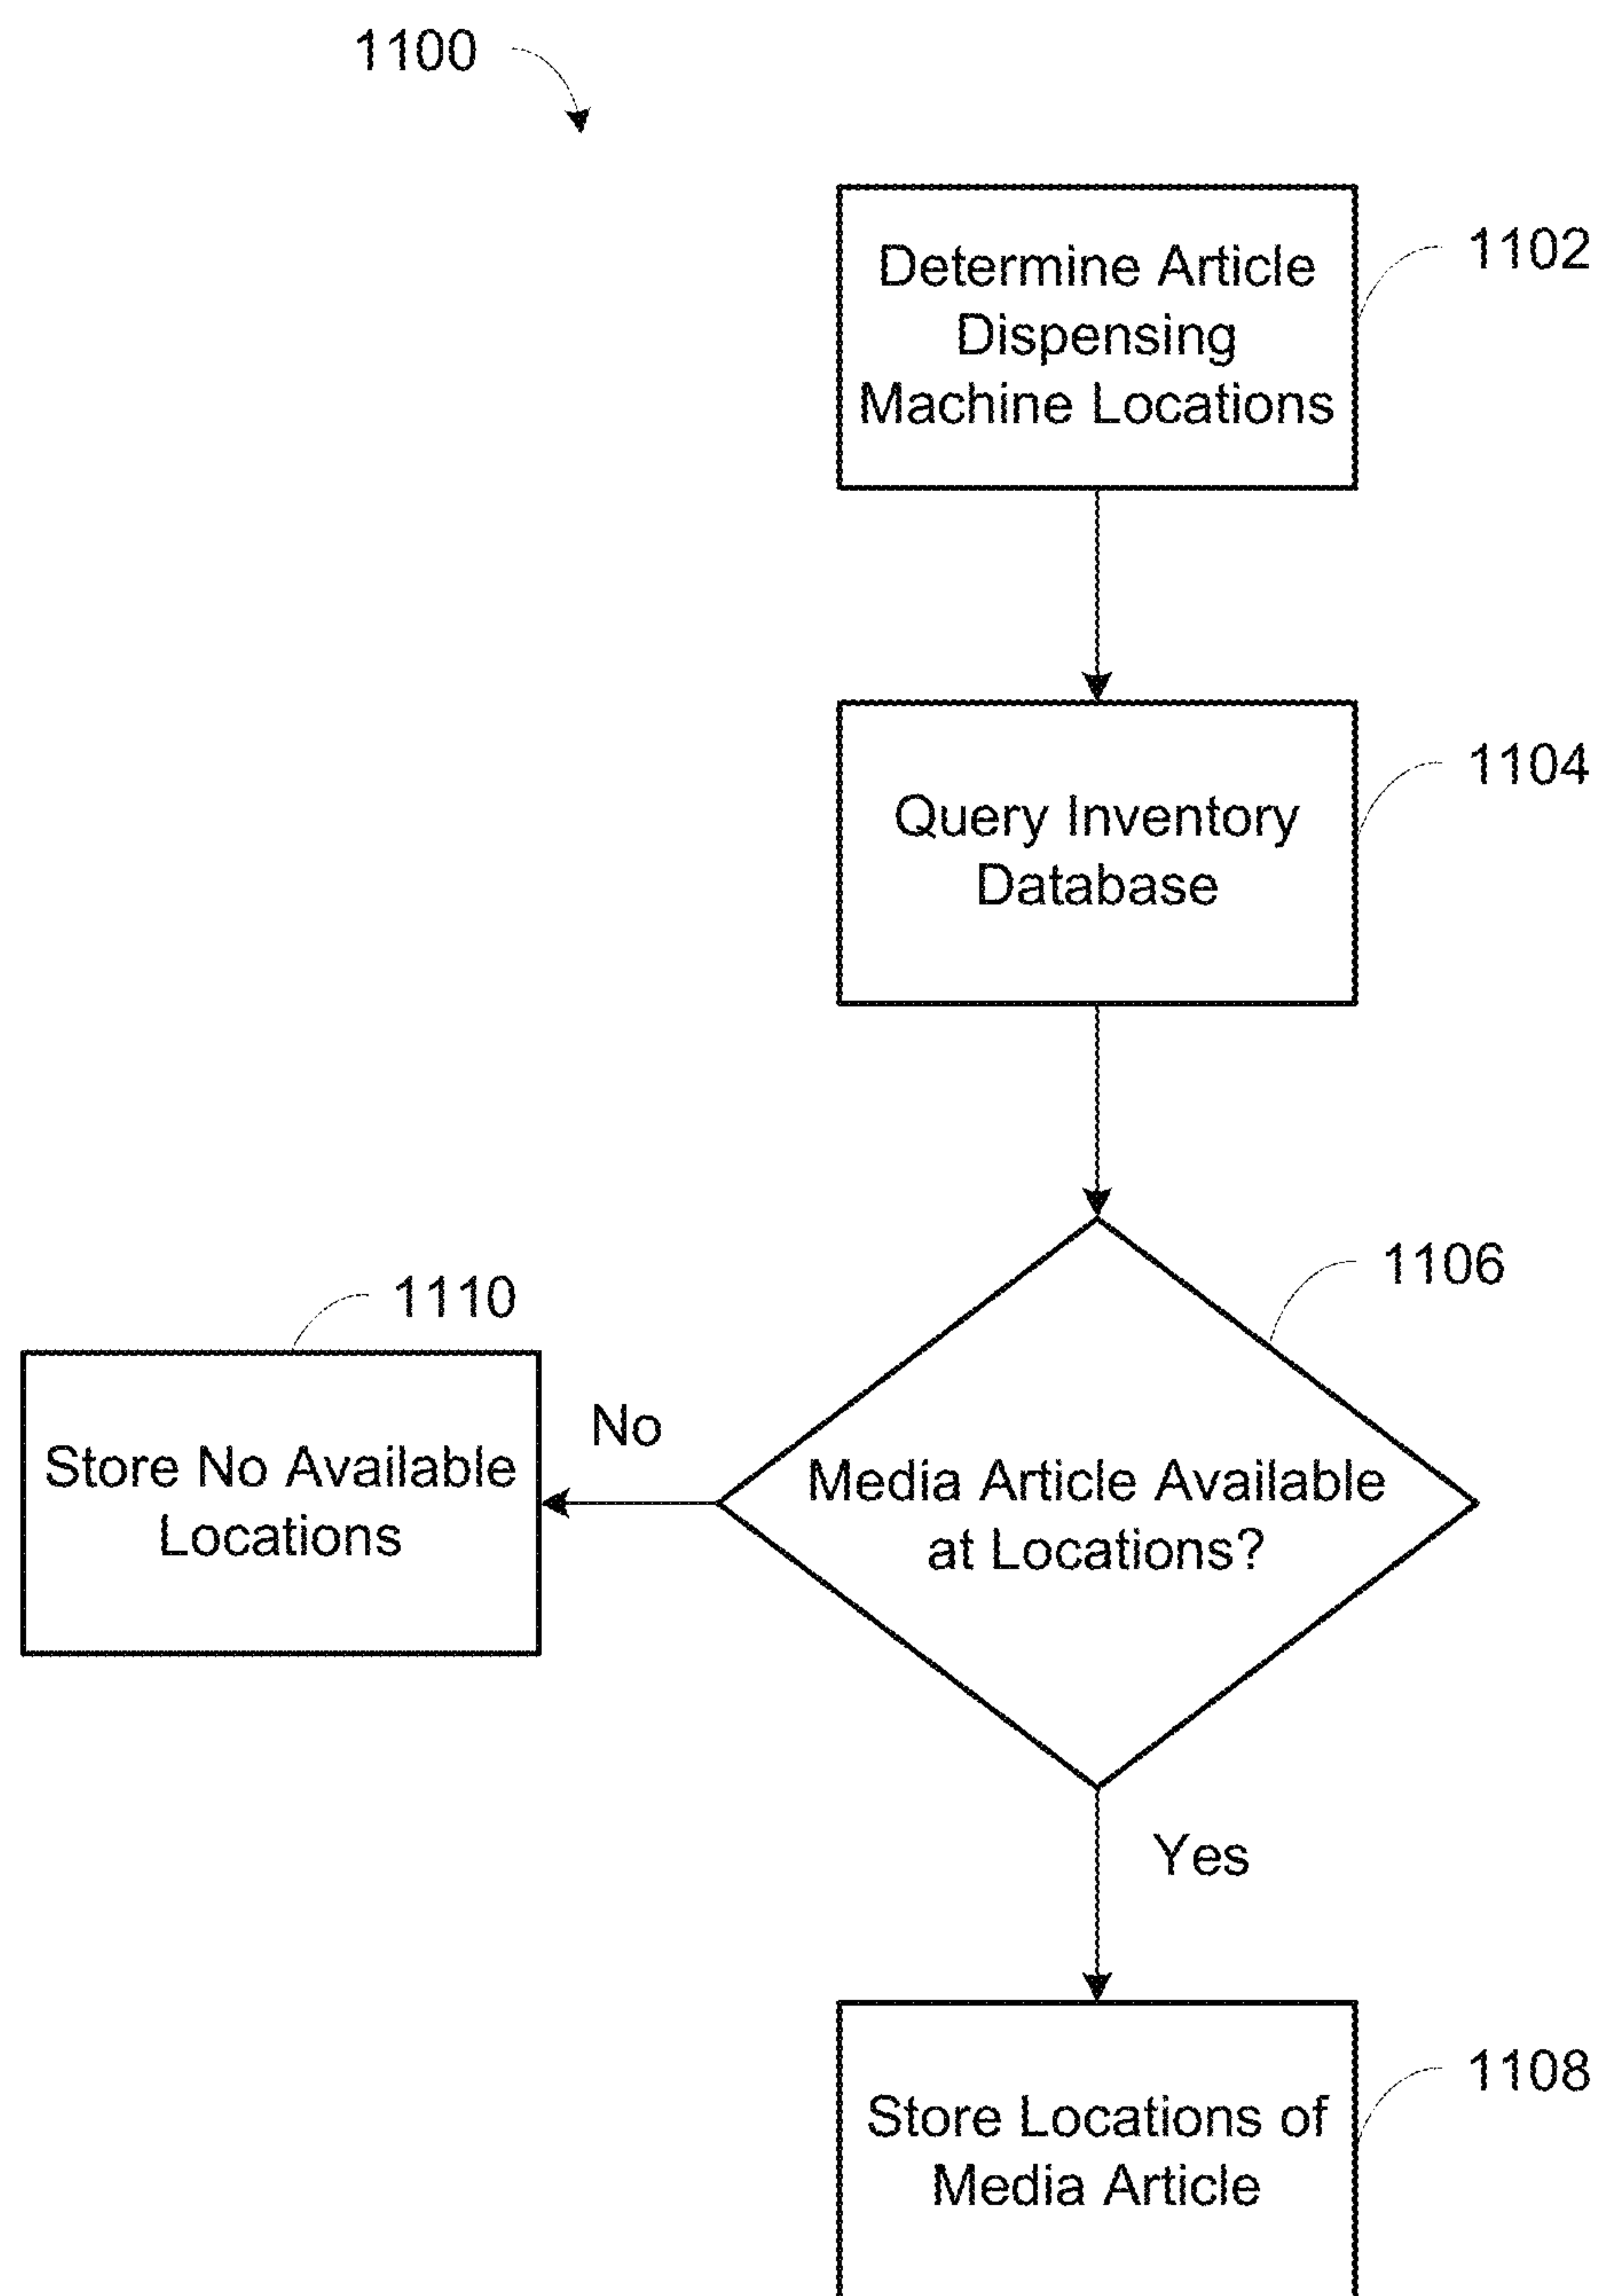 1100
Determine Article
Dispensing
Machine Locations
1102
Query Inventory
Database
1104
1106
Media Article Available
at Locations?
No
1110
Store No Available
Locations
Yes
Store Locations of
Media Article
1108